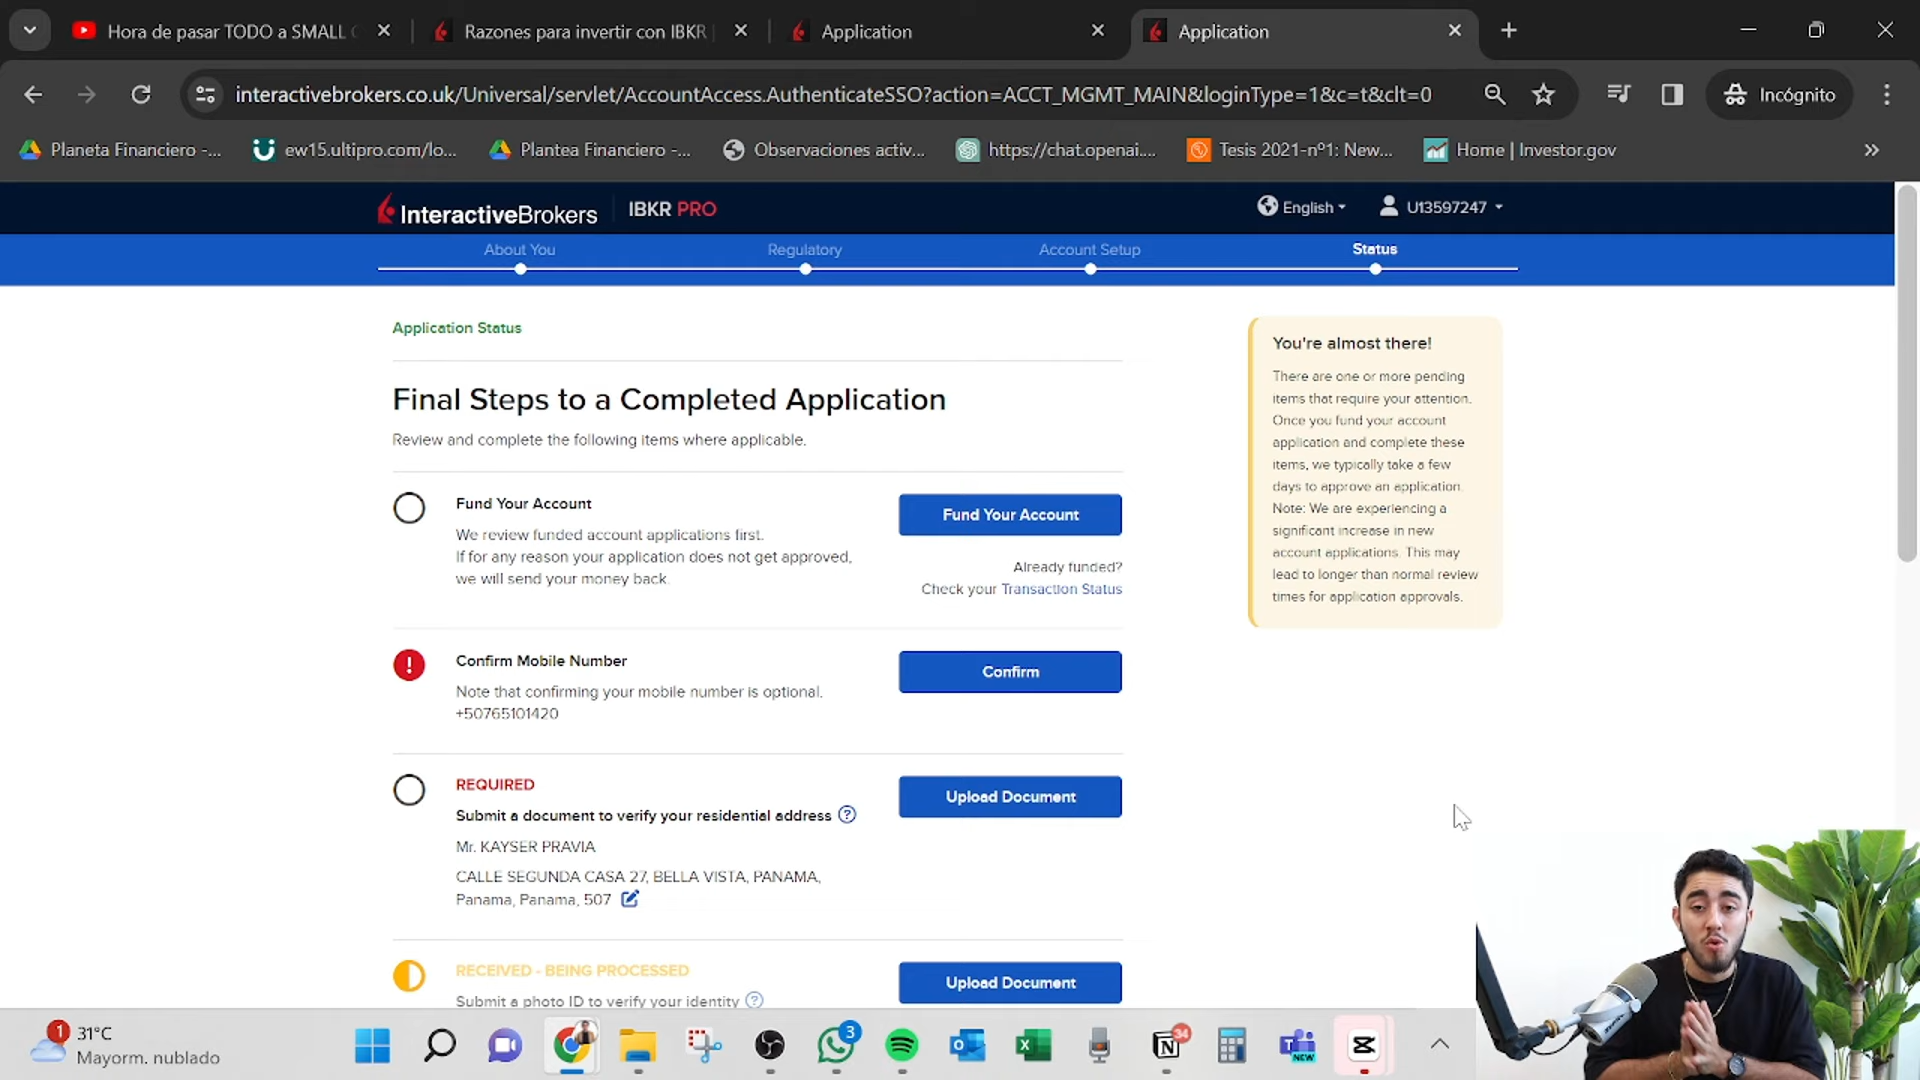 Hora de pasar TODO a SMALL
Razones para invertir con IBKR
Application
Application
interactivebrokers.co.uk/Universal/servlet/AccountAccess.AuthenticateSSO?action=ACCT_MGMT_MAIN&loginType=1&c=t&clt=0
Incógnito
Planeta Financiero -...
ew15.ultipro.com/lo...
Plantea Financiero -...
Observaciones activ...
https://chat.openai....
Tesis 2021-nº1: New...
Home | Investor.gov
InteractiveBrokers
IBKR PRO
English
U13597247
About You
Regulatory
Account Setup
Status
Application Status
Final Steps to a Completed Application
Review and complete the following items where applicable.
Fund Your Account
We review funded account applications first.
If for any reason your application does not get approved,
we will send your money back.
Fund Your Account
Already funded?
Check your Transaction Status
Confirm Mobile Number
Note that confirming your mobile number is optional.
+50765101420
Confirm
REQUIRED
Submit a document to verify your residential address
Mr. KAYSER PRAVIA
CALLE SEGUNDA CASA 27, BELLA VISTA, PANAMA,
Panama, Panama, 507
Upload Document
RECEIVED - BEING PROCESSED
Submit a photo ID to verify your identity
Upload Document
You're almost there!
There are one or more pending
items that require your attention.
Once you fund your account
application and complete these
items, we typically take a few
days to approve an application.
Note: We are experiencing a
significant increase in new
account applications. This may
lead to longer than normal review
times for application approvals.
1
31°C
Mayorm. nublado
3
34
NEW